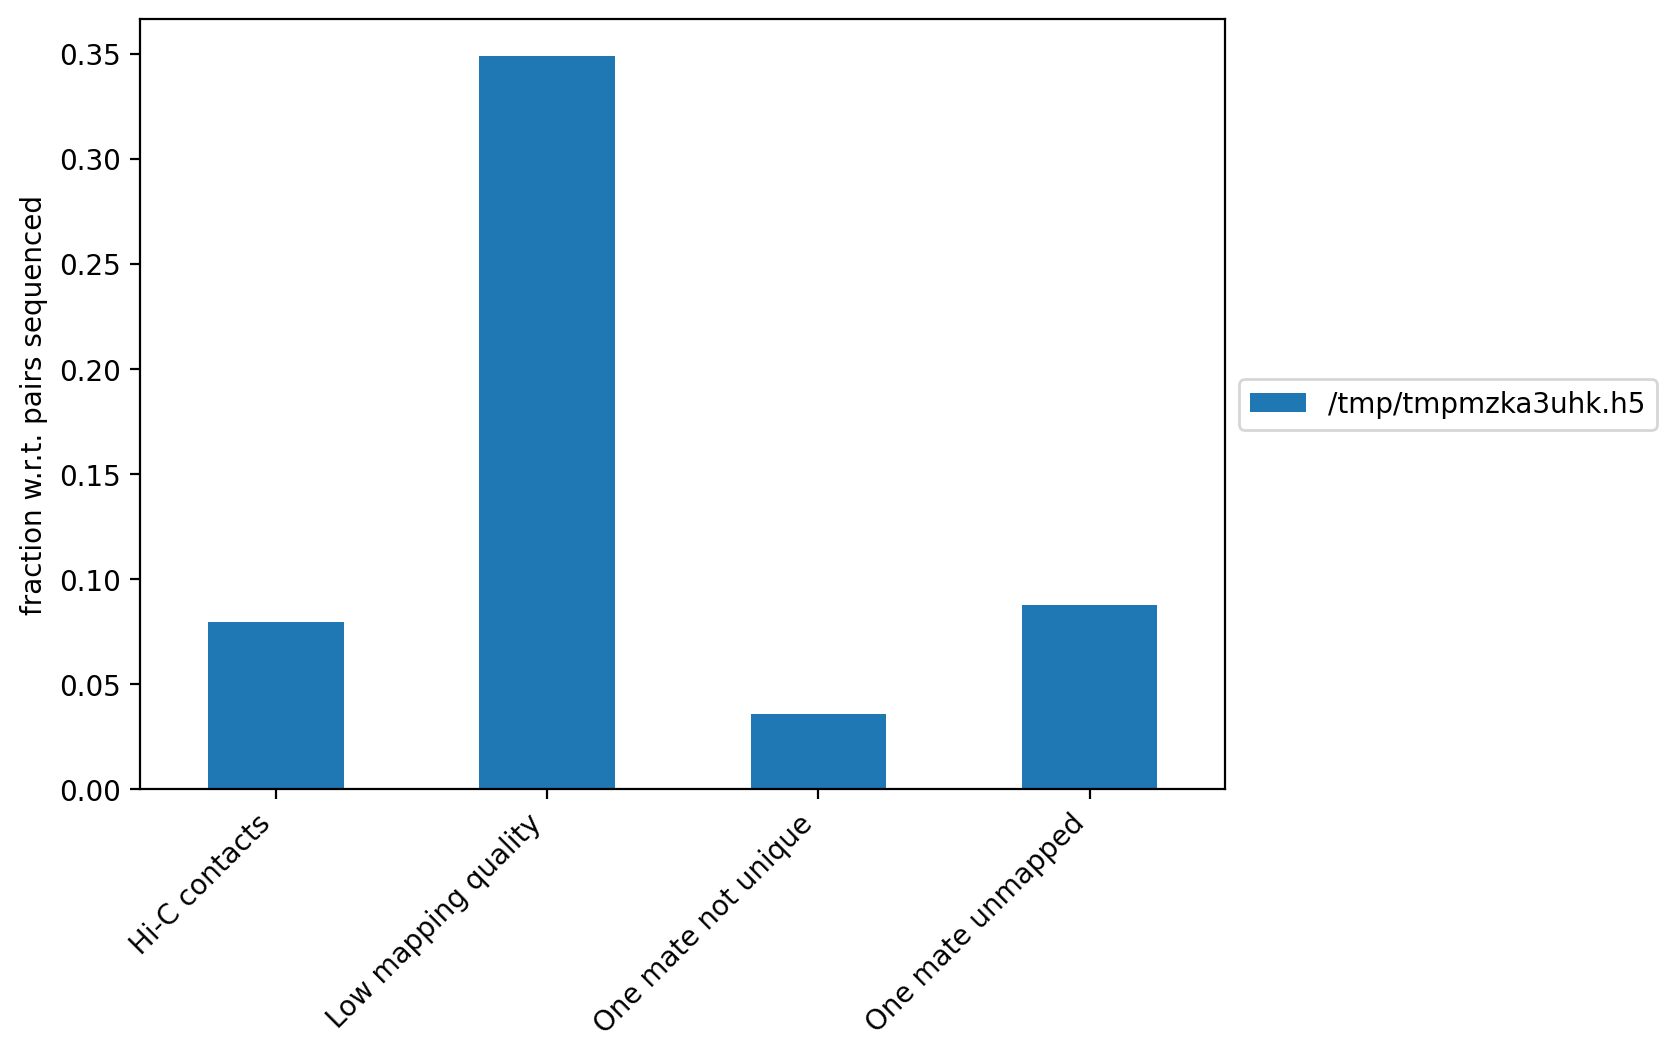 fraction w.r.t. pairs sequenced
0.35
0.30
0.25
0.20
0.15
0.10
0.05
0.00
Hi-C contacts
Low mapping quality
One mate not unique
One mate unmapped
/tmp/tmpmzka3uhk.h5